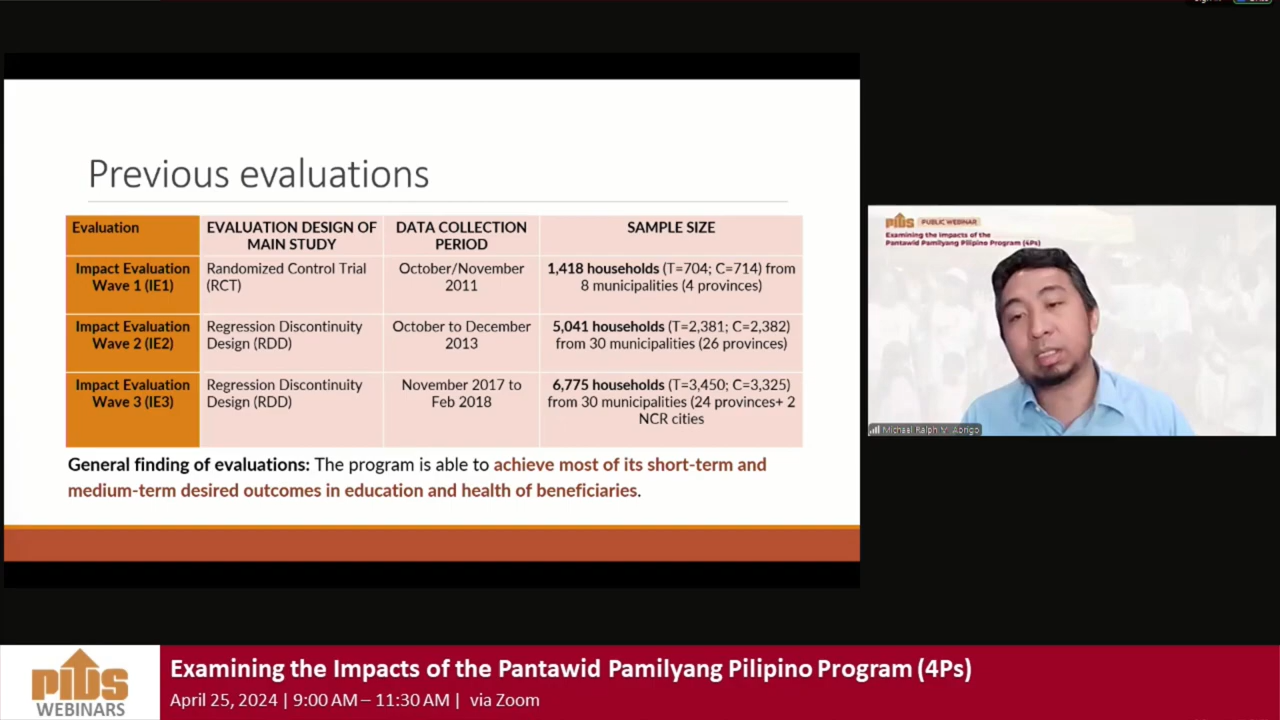 Previous evaluations
Evaluation
EVALUATION DESIGN OF
MAIN STUDY
DATA COLLECTION
PERIOD
SAMPLE SIZE
Impact Evaluation
Wave 1 (IE1)
Randomized Control Trial
(RCT)
October/November
2011
1,418 households (T=704; C=714) from
8 municipalities (4 provinces)
Impact Evaluation
Wave 2 (IE2)
Regression Discontinuity
Design (RDD)
October to December
2013
5,041 households (T=2,381; C=2,382)
from 30 municipalities (26 provinces)
Impact Evaluation
Wave 3 (IE3)
Regression Discontinuity
Design (RDD)
November 2017 to
Feb 2018
6,775 households (T=3,450; C=3,325)
from 30 municipalities (24 provinces+ 2
NCR cities
General finding of evaluations: The program is able to achieve most of its short-term and
medium-term desired outcomes in education and health of beneficiaries.
pids PUBLIC WEBINAR
Examining the Impacts of the
Pantawid Pamilyang Pilipino Program (4Ps)
Michael Ralph M. Abrigo
pids
WEBINARS
Examining the Impacts of the Pantawid Pamilyang Pilipino Program (4Ps)
April 25, 2024 | 9:00 AM – 11:30 AM | via Zoom